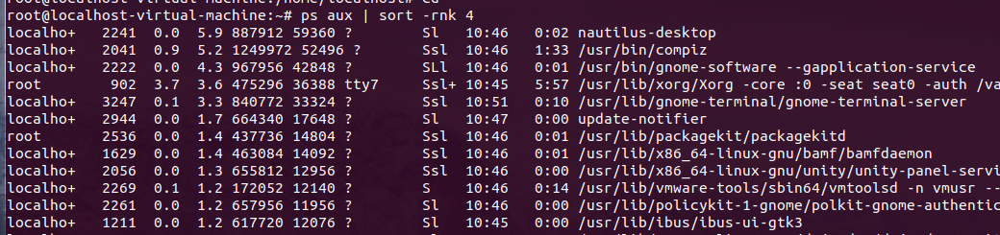 root@localhost-virtual-machine:/home/localhost# cd
root@localhost-virtual-machine:~# ps aux | sort -rnk 4
localho+ 2241 0.0 5.9 887912 59360 ? Sl 10:46 0:02 nautilus-desktop
localho+ 2041 0.9 5.2 1249972 52496 ? Ssl 10:46 1:33 /usr/bin/compiz
localho+ 2222 0.0 4.3 967956 42848 ? SLl 10:46 0:01 /usr/bin/gnome-software --gapplication-service
root 902 3.7 3.6 475296 36388 tty7 Ssl+ 10:45 5:57 /usr/lib/xorg/Xorg -core :0 -seat seat0 -auth /va
localho+ 3247 0.1 3.3 840772 33324 ? Ssl 10:51 0:10 /usr/lib/gnome-terminal/gnome-terminal-server
localho+ 2944 0.0 1.7 664340 17648 ? Sl 10:47 0:00 update-notifier
root 2536 0.0 1.4 437736 14804 ? Ssl 10:46 0:01 /usr/lib/packagekit/packagekitd
localho+ 1629 0.0 1.4 463084 14092 ? Ssl 10:46 0:01 /usr/lib/x86_64-linux-gnu/bamf/bamfdaemon
localho+ 2056 0.0 1.3 655812 12956 ? Ssl 10:46 0:00 /usr/lib/x86_64-linux-gnu/unity/unity-panel-servi
localho+ 2269 0.1 1.2 172052 12140 ? S 10:46 0:14 /usr/lib/vmware-tools/sbin64/vmtoolsd -n vmusr --
localho+ 2261 0.0 1.2 657956 11956 ? Sl 10:46 0:00 /usr/lib/policykit-1-gnome/polkit-gnome-authentic
localho+ 1211 0.0 1.2 617720 12076 ? Sl 10:45 0:00 /usr/lib/ibus/ibus-ui-gtk3